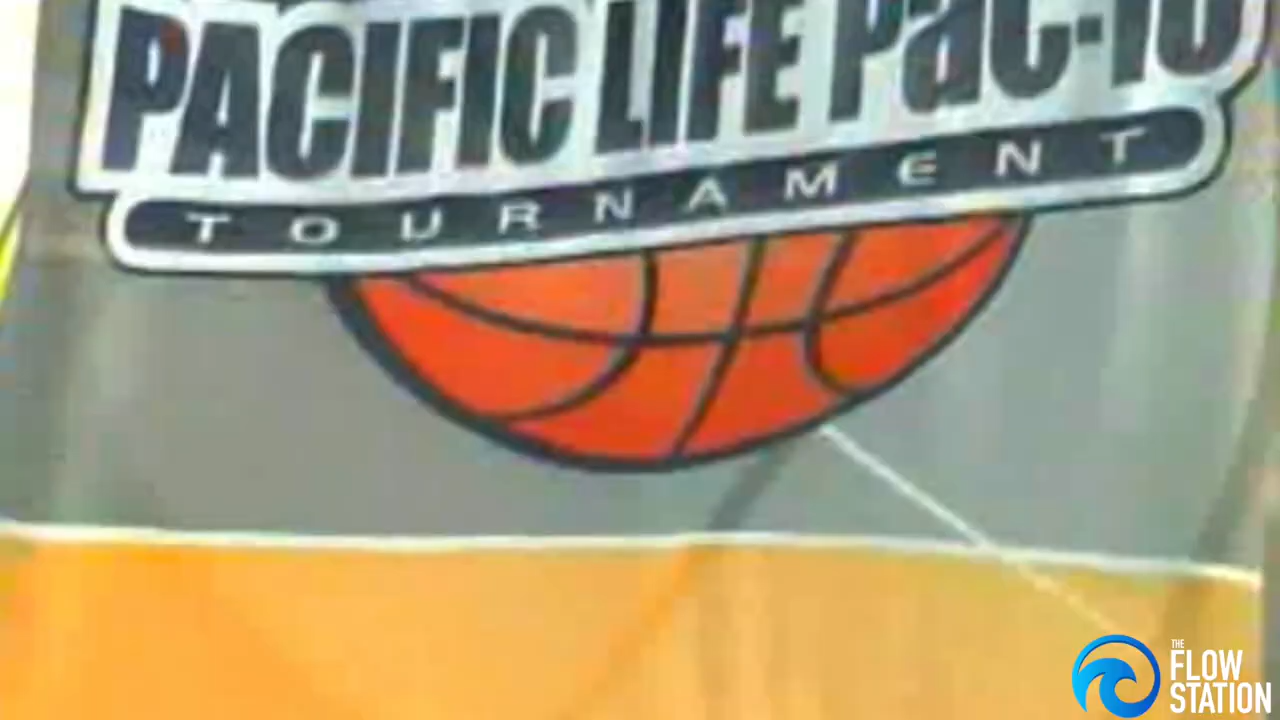 PACIFIC LIFE PaC-10
TOURNAMENT
THE
FLOW
STATION